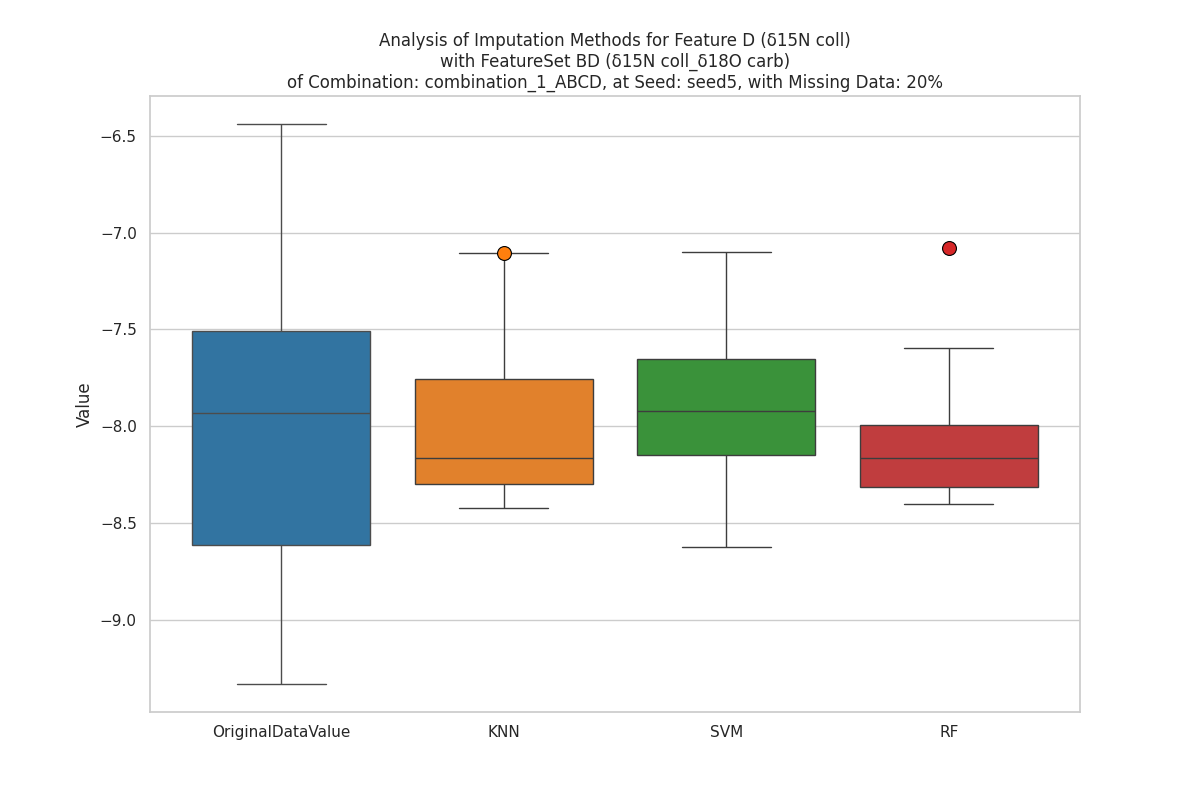 Analysis of Imputation Methods for Feature D (δ15N coll)
with FeatureSet BD (δ15N coll_δ18O carb)
of Combination: combination_1_ABCD, at Seed: seed5, with Missing Data: 20%
−6.5
−7.0
−7.5
−8.0
−8.5
−9.0
Value
OriginalDataValue
KNN
SVM
RF